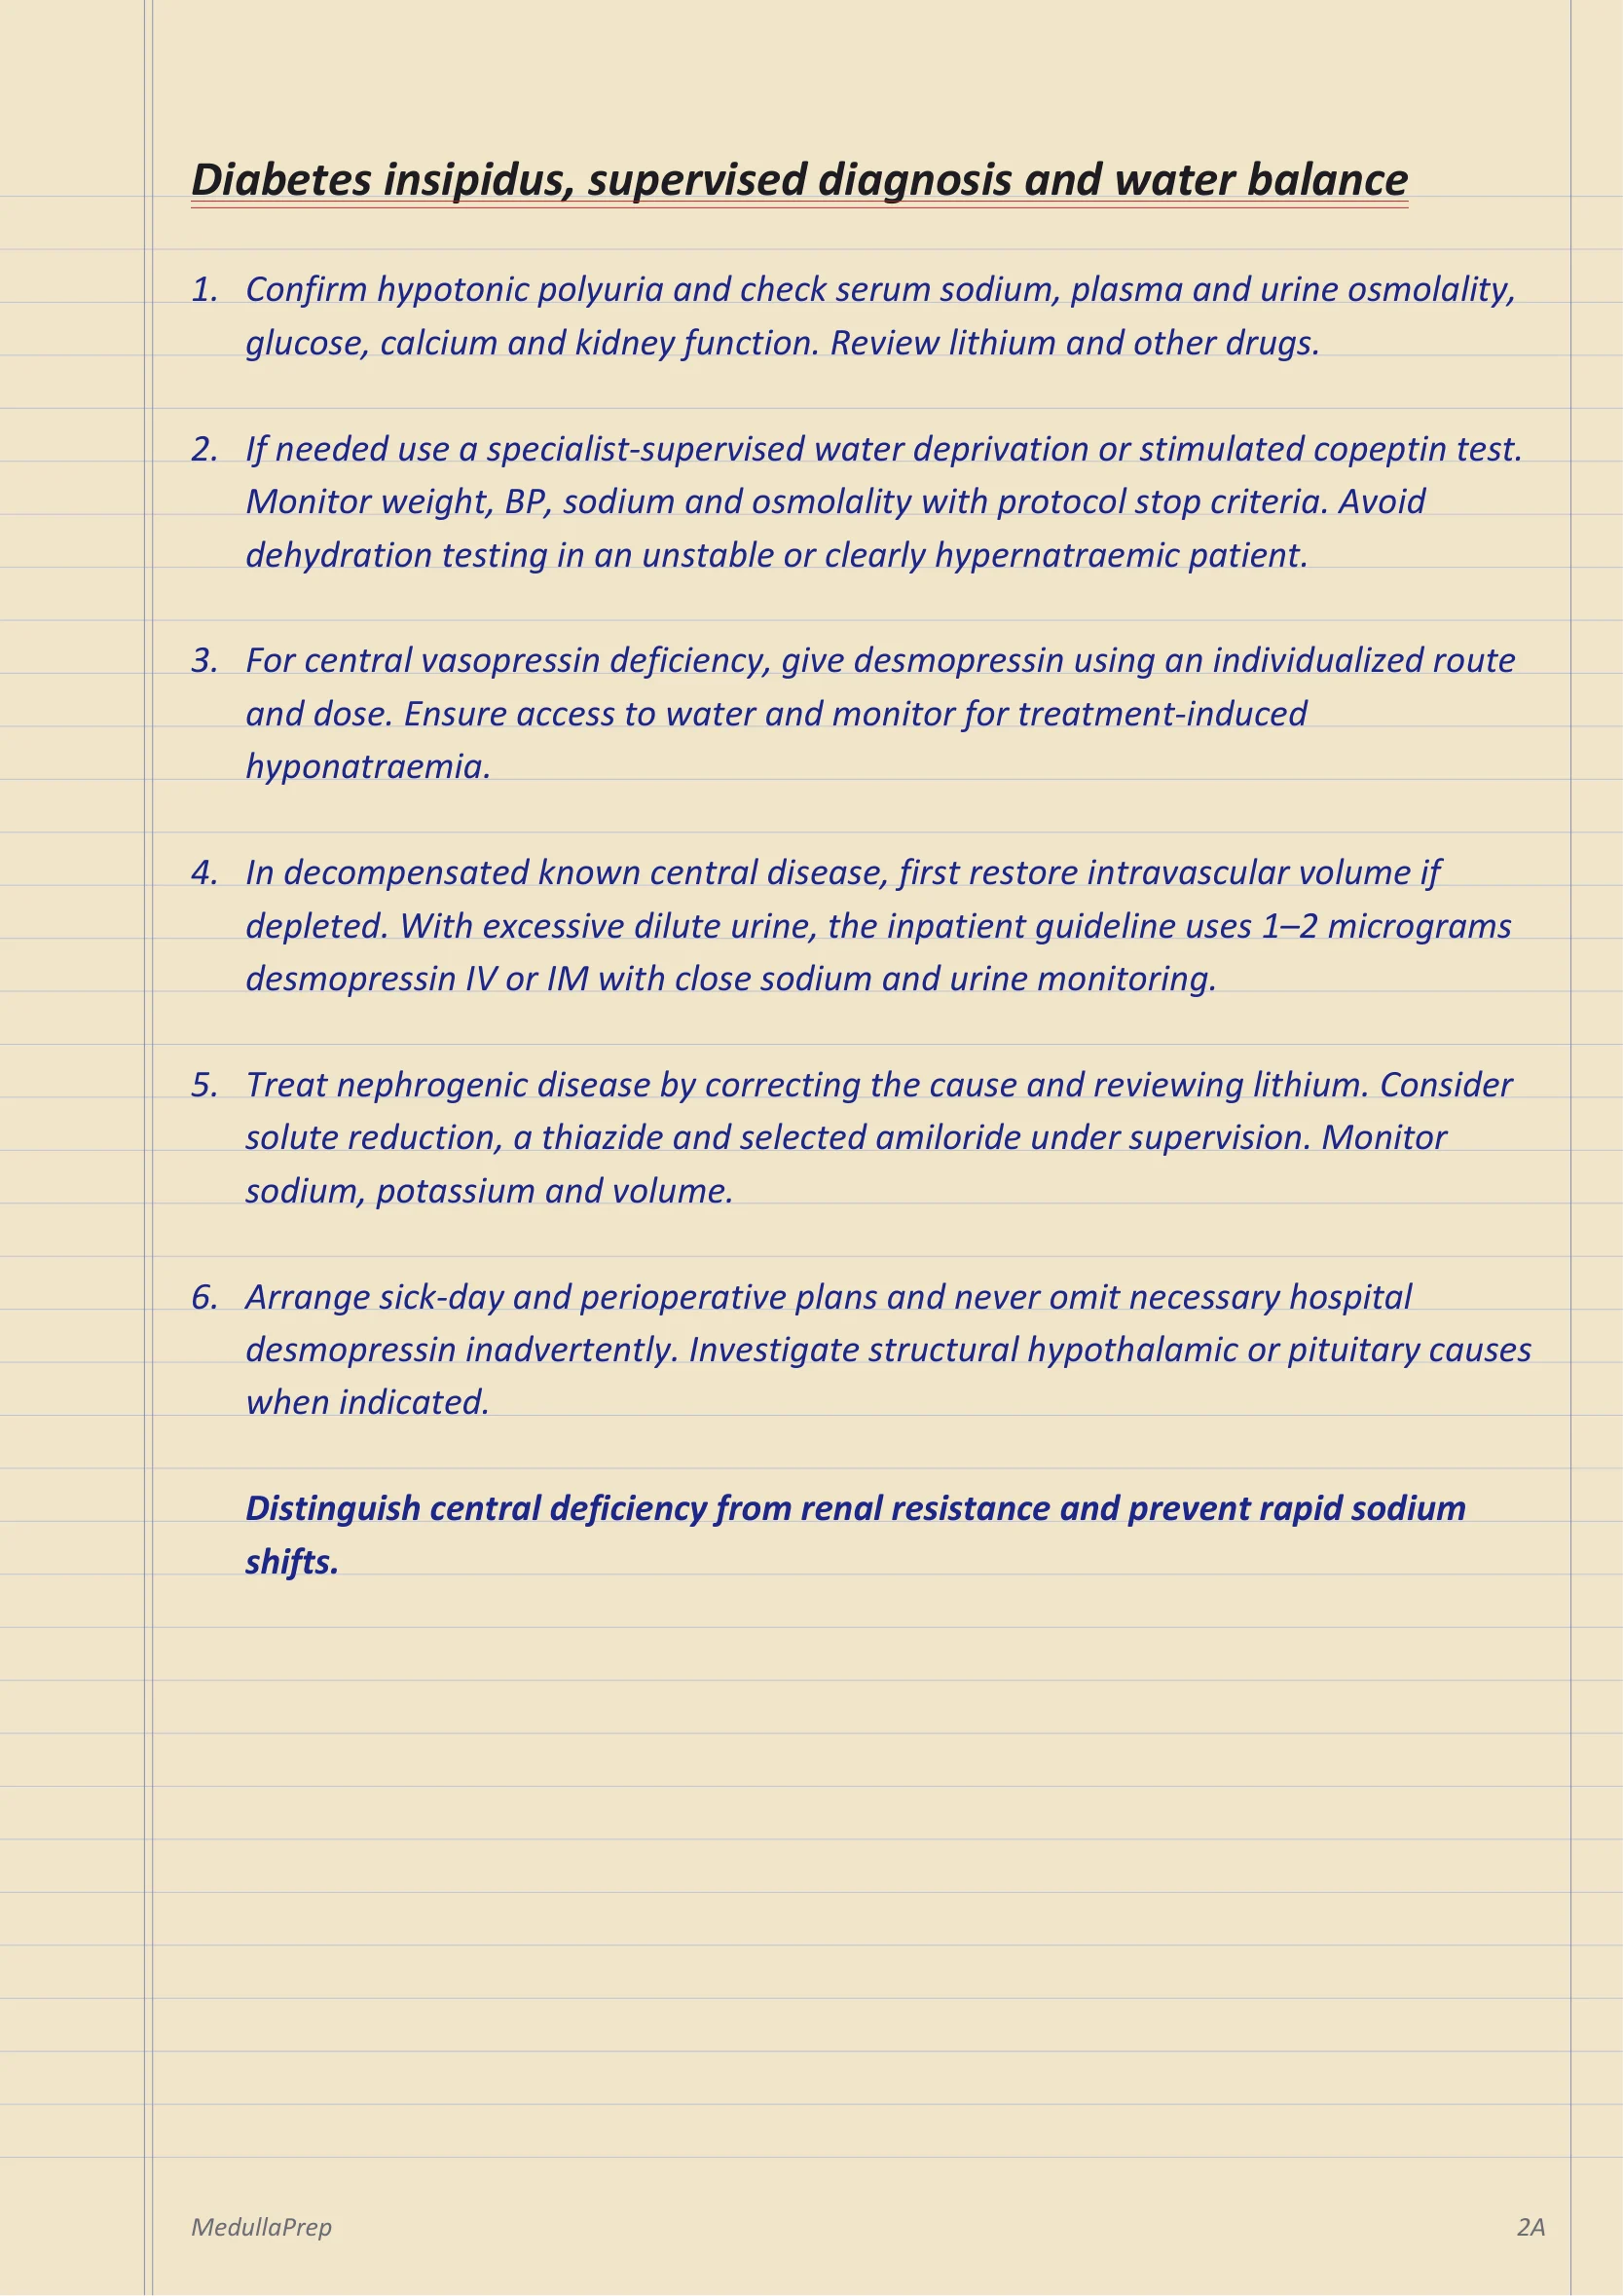 Diabetes insipidus, supervised diagnosis and water balance
1. Confirm hypotonic polyuria and check serum sodium, plasma and urine osmolality,
glucose, calcium and kidney function. Review lithium and other drugs.
2. If needed use a specialist-supervised water deprivation or stimulated copeptin test.
Monitor weight, BP, sodium and osmolality with protocol stop criteria. Avoid
dehydration testing in an unstable or clearly hypernatraemic patient.
3. For central vasopressin deficiency, give desmopressin using an individualized route
and dose. Ensure access to water and monitor for treatment-induced
hyponatraemia.
4. In decompensated known central disease, first restore intravascular volume if
depleted. With excessive dilute urine, the inpatient guideline uses 1–2 micrograms
desmopressin IV or IM with close sodium and urine monitoring.
5. Treat nephrogenic disease by correcting the cause and reviewing lithium. Consider
solute reduction, a thiazide and selected amiloride under supervision. Monitor
sodium, potassium and volume.
6. Arrange sick-day and perioperative plans and never omit necessary hospital
desmopressin inadvertently. Investigate structural hypothalamic or pituitary causes
when indicated.
Distinguish central deficiency from renal resistance and prevent rapid sodium
shifts.
MedullaPrep
2A